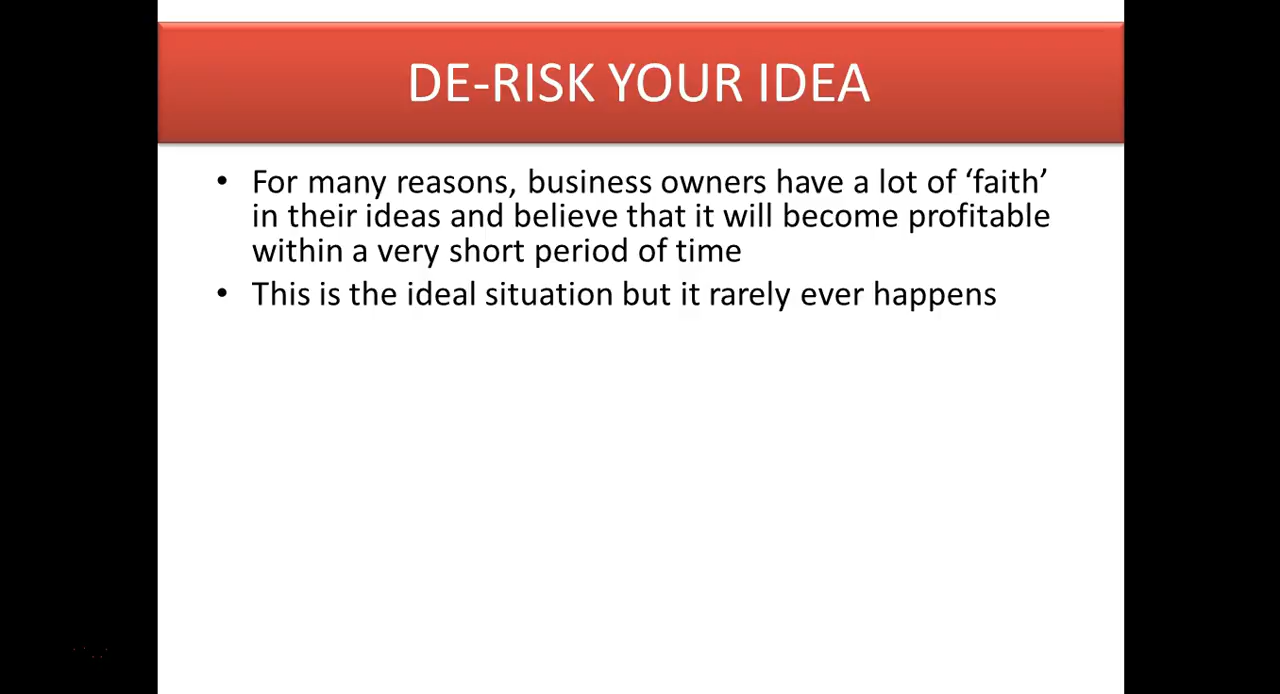 DE-RISK YOUR IDEA
• For many reasons, business owners have a lot of ‘faith’
in their ideas and believe that it will become profitable
within a very short period of time
• This is the ideal situation but it rarely ever happens